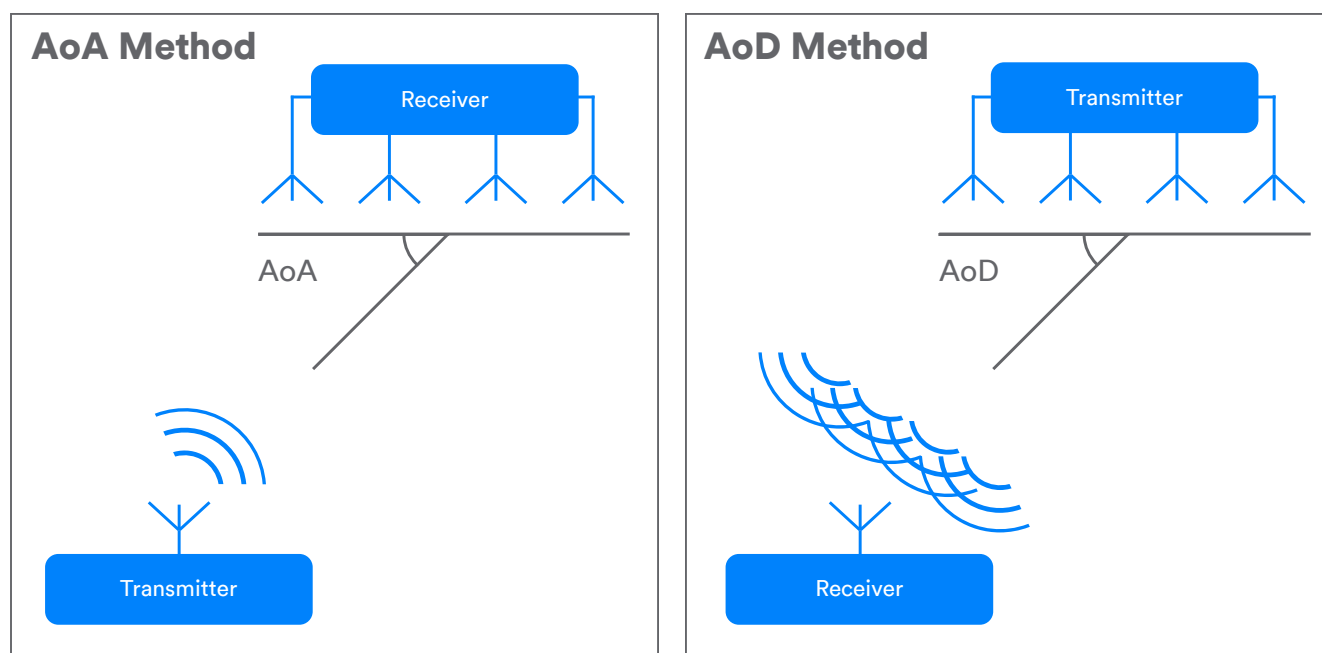 AoA Method
Receiver
AoA
Transmitter
AoD Method
Transmitter
AoD
Receiver